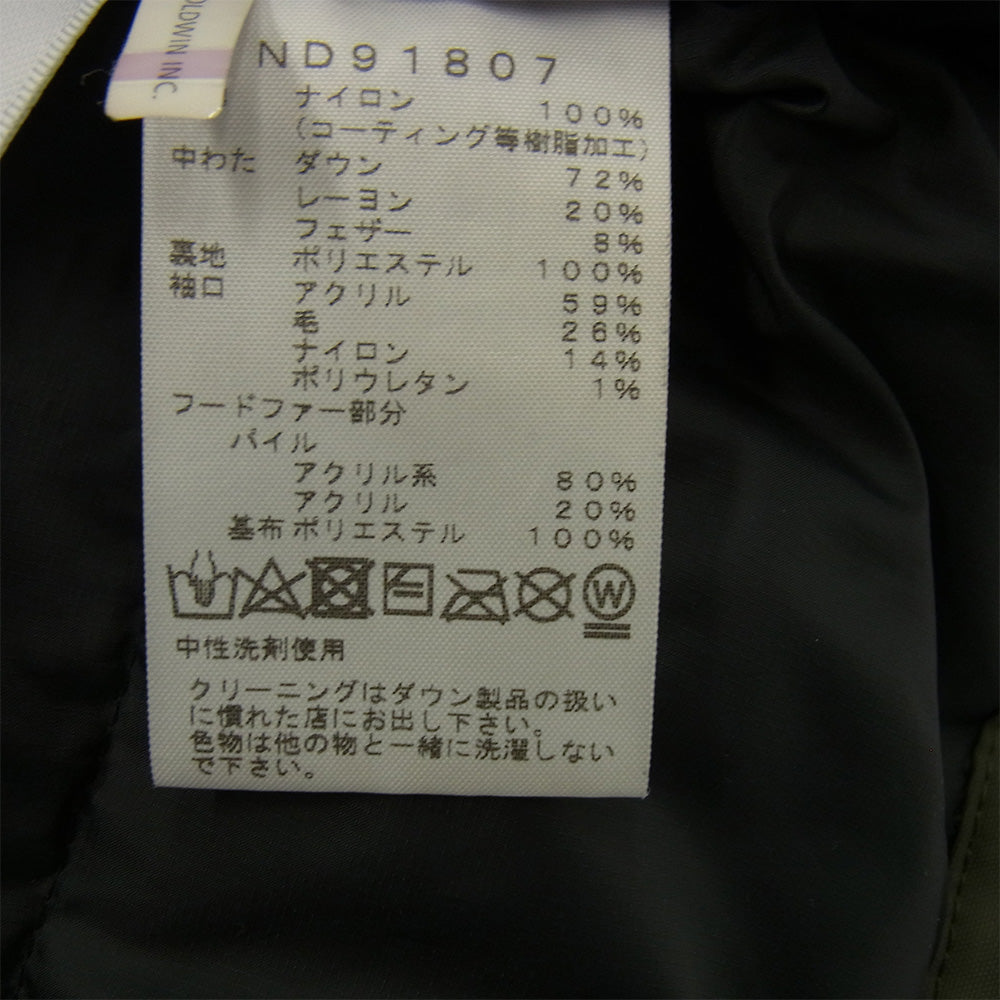 OLDWIN INC.
ND91807
ナイロン 100%
(コーティング等樹脂加工)
中わた ダウン 72%
レーヨン 20%
フェザー 8%
裏地 ポリエステル 100%
袖口 アクリル 59%
毛 26%
ナイロン 14%
ポリウレタン 1%
フードファー部分
パイル
アクリル系 80%
アクリル 20%
基布 ポリエステル 100%
W
中性洗剤使用
クリーニングはダウン製品の扱い
に慣れた店にお出し下さい。
色物は他の物と一緒に洗濯しない
で下さい。